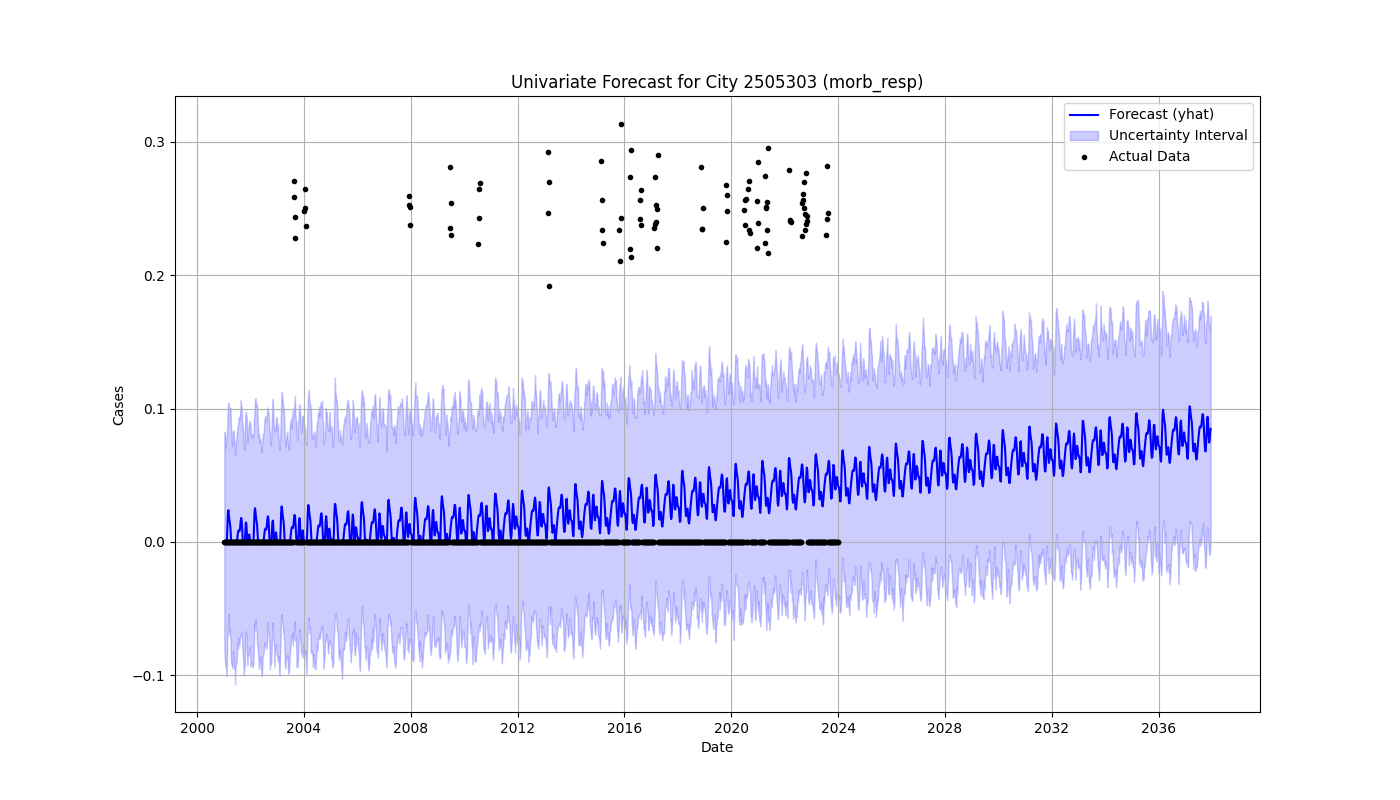 Univariate Forecast for City 2505303 (morb_resp)
Forecast (yhat)
Uncertainty Interval
Actual Data
0.3
0.2
0.1
0.0
−0.1
Cases
2000 2004 2008 2012 2016 2020 2024 2028 2032 2036
Date